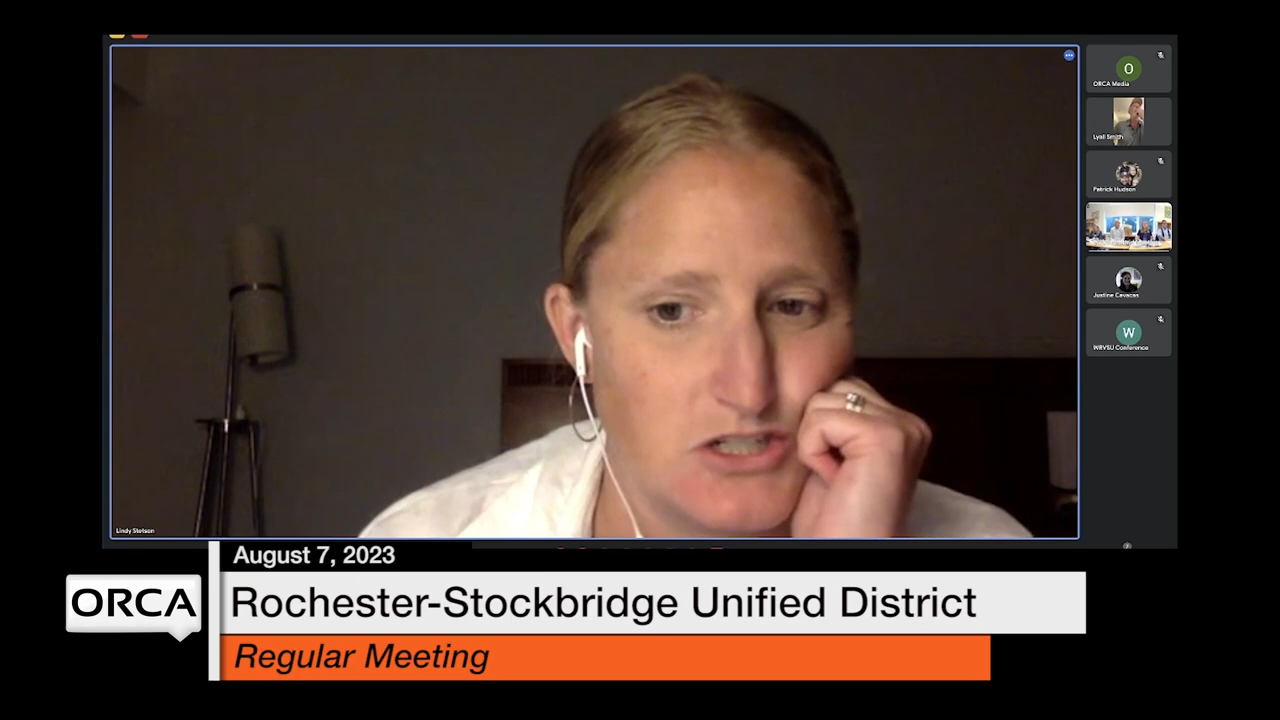 O
ORCA Media
Lyall Smith
Patrick Hudson
Justine Cavacas
W
WRVSU Conference
Lindy Stetson
August 7, 2023
ORCA
Rochester-Stockbridge Unified District
Regular Meeting